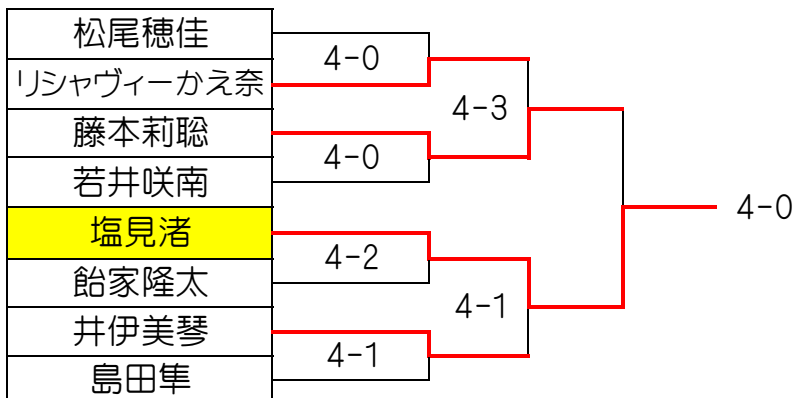 松尾穂佳
リシャヴィーかえ奈
藤本莉聡
若井咲南
塩見渚
飴家隆太
井伊美琴
島田隼
4-0
4-0
4-2
4-1
4-3
4-1
4-0